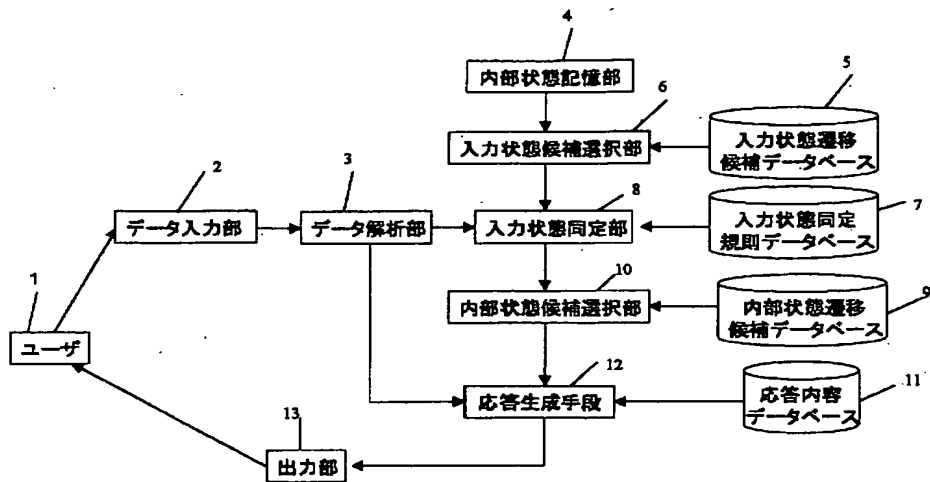 4
内部状態記憶部
5
入力状態遷移
候補データベース
6
入力状態候補選択部
2
データ入力部
3
データ解析部
8
入力状態同定部
7
入力状態同定
規則データベース
10
内部状態候補選択部
9
内部状態遷移
候補データベース
1
ユーザ
12
応答生成手段
11
応答内容
データベース
13
出力部